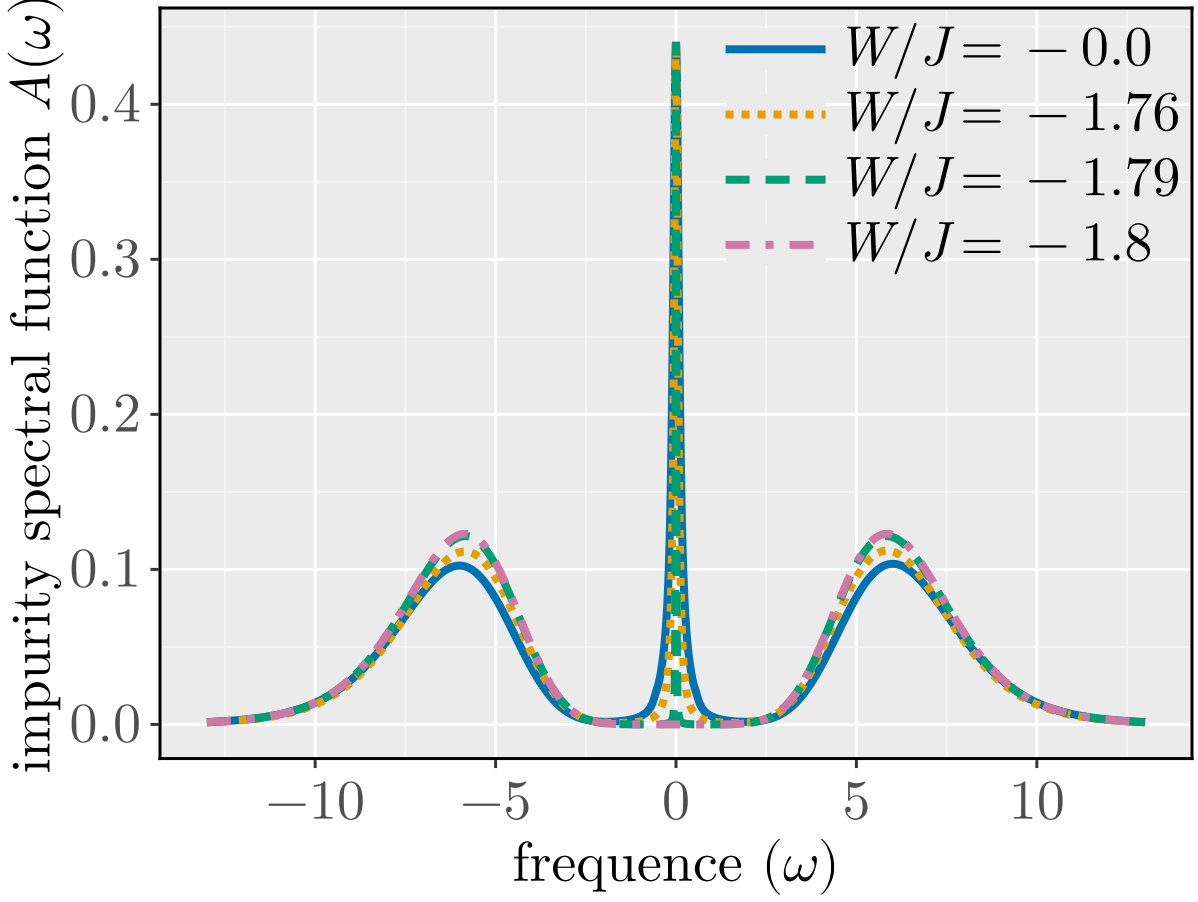 impurity spectral function A(ω)
0.4
0.3
0.2
0.1
0.0
−10
−5
0
5
10
frequence (ω)
W/J = − 0.0
W/J = − 1.76
W/J = − 1.79
W/J = − 1.8